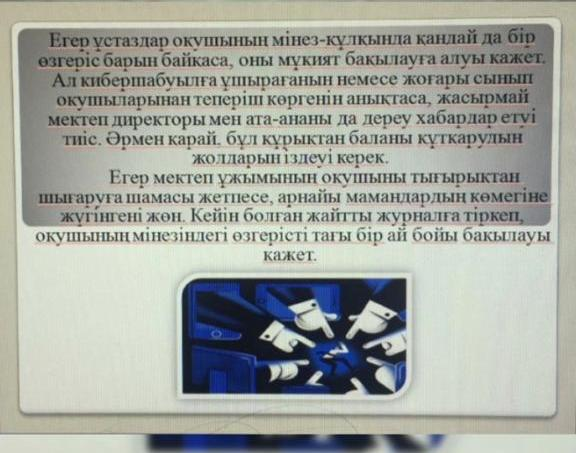 Егер ұстаздар оқушының мінез-құлқында қандай да бір
өзгеріс барын байқаса, оны мұқият бақылауға алуы қажет.
Ал кибершабуылға ұшырағанын немесе жоғары сынып
оқушыларынан теперіш көргенін анықтаса, жасырмай
мектеп директоры мен ата-ананы да дереу хабардар етуі
тиіс. Әрмен қарай, бұл құрықтан баланы құтқарудың
жолдарын іздеуі керек.
Егер мектеп ұжымының оқушыны тығырықтан
шығаруға шамасы жетпесе, арнайы мамандардың көмегіне
жүгінгені жөн. Кейін болған жайтты журналға тіркеп,
оқушының мінезіндегі өзгерісті тағы бір ай бойы бақылауы
қажет.